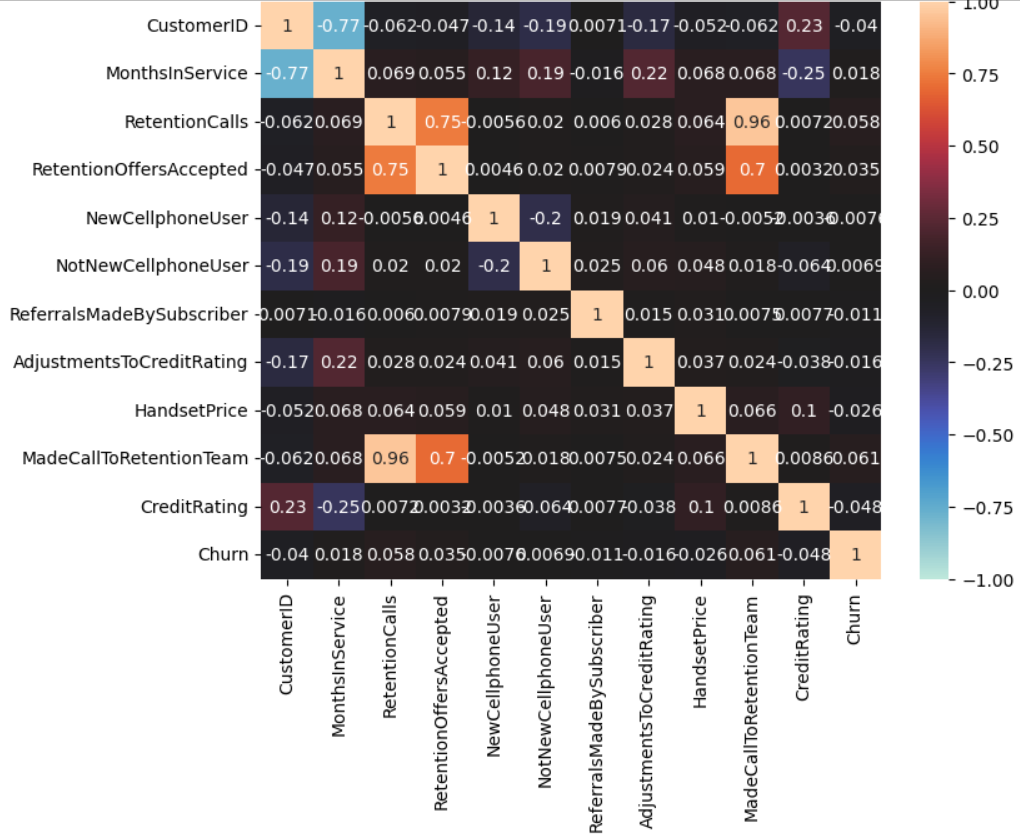 CustomerID 1 -0.77 -0.062 -0.047 -0.14 -0.19 0.0071 -0.17 -0.052 -0.062 0.23 -0.04
MonthsInService -0.77 1 0.069 0.055 0.12 0.19 -0.016 0.22 0.068 0.068 -0.25 0.018
RetentionCalls -0.062 0.069 1 0.75 -0.0056 0.02 0.006 0.028 0.064 0.96 0.0072 0.058
RetentionOffersAccepted -0.047 0.055 0.75 1 0.0046 0.02 0.0079 0.024 0.059 0.7 0.0032 0.035
NewCellphoneUser -0.14 0.12 -0.0056 0.0046 1 -0.2 0.019 0.041 0.01 -0.0052 -0.0036 -0.0076
NotNewCellphoneUser -0.19 0.19 0.02 0.02 -0.2 1 0.025 0.06 0.048 0.018 -0.064 0.0069
ReferralsMadeBySubscriber 0.0071 -0.016 0.006 0.0079 0.019 0.025 1 0.015 0.031 0.0075 0.0077 -0.011
AdjustmentsToCreditRating -0.17 0.22 0.028 0.024 0.041 0.06 0.015 1 0.037 0.024 -0.038 -0.016
HandsetPrice -0.052 0.068 0.064 0.059 0.01 0.048 0.031 0.037 1 0.066 0.1 -0.026
MadeCallToRetentionTeam -0.062 0.068 0.96 0.7 -0.0052 0.018 0.0075 0.024 0.066 1 0.0086 0.061
CreditRating 0.23 -0.25 0.0072 0.0032 -0.0036 -0.064 0.0077 -0.038 0.1 0.0086 1 -0.048
Churn -0.04 0.018 0.058 0.035 -0.0076 0.0069 -0.011 -0.016 -0.026 0.061 -0.048 1
CustomerID
MonthsInService
RetentionCalls
RetentionOffersAccepted
NewCellphoneUser
NotNewCellphoneUser
ReferralsMadeBySubscriber
AdjustmentsToCreditRating
HandsetPrice
MadeCallToRetentionTeam
CreditRating
Churn
1.00
0.75
0.50
0.25
0.00
−0.25
−0.50
−0.75
−1.00